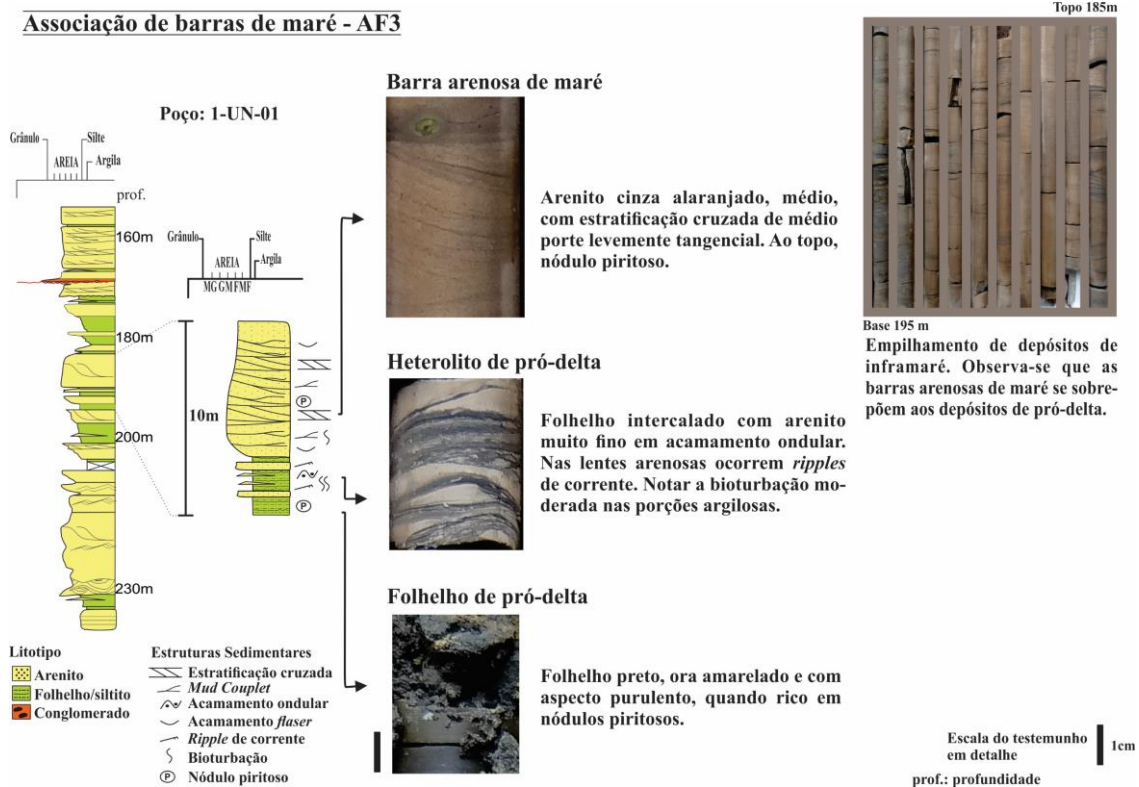 Associação de barras de maré - AF3
Poço: 1-UN-01
Grânulo
Silte
AREIA
Argila
prof.
160m
180m
200m
230m
Grânulo
Silte
AREIA
Argila
MG GMFMF
10m
P
P
Barra arenosa de maré
Arenito cinza alaranjado, médio,
com estratificação cruzada de médio
porte levemente tangencial. Ao topo,
nódulo piritoso.
Heterolito de pró-delta
Folhelho intercalado com arenito
muito fino em acamamento ondular.
Nas lentes arenosas ocorrem ripples
de corrente. Notar a bioturbação mo-
derada nas porções argilosas.
Folhelho de pró-delta
Folhelho preto, ora amarelado e com
aspecto purulento, quando rico em
nódulos piritosos.
Topo 185m
Base 195 m
Empilhamento de depósitos de
inframaré. Observa-se que as
barras arenosas de maré se sobre-
põem aos depósitos de pró-delta.
Litotipo
Arenito
Folhelho/siltito
Conglomerado
Estruturas Sedimentares
Estratificação cruzada
Mud Couplet
Acamamento ondular
Acamamento flaser
Ripple de corrente
Bioturbação
P Nódulo piritoso
Escala do testemunho
em detalhe
1cm
prof.: profundidade